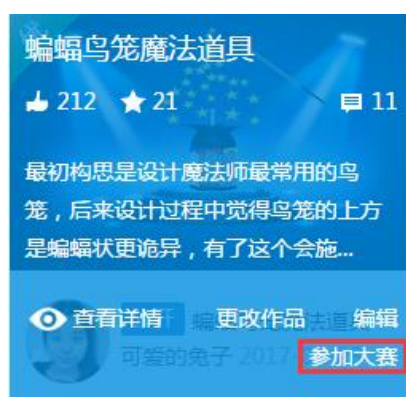 蝙蝠鸟笼魔法道具
212 21 11
最初构思是设计魔法师最常用的鸟
笼，后来设计过程中觉得鸟笼的上方
是蝙蝠状更诡异，有了这个会施...
查看详情 更改作品 编辑
可爱的兔子 2017 参加大赛